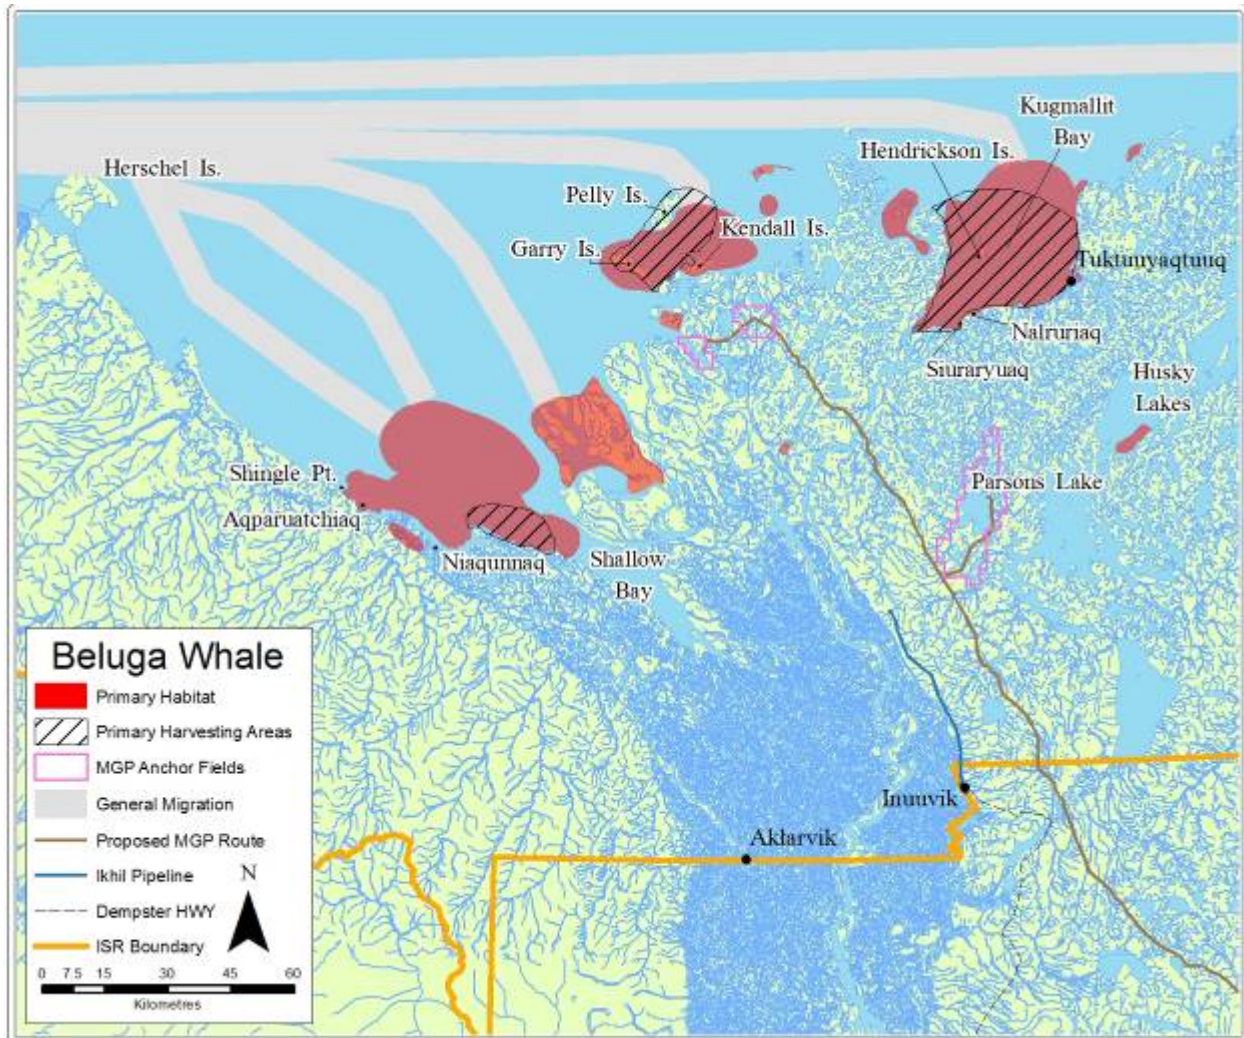 Kugmallit
Bay
Hendrickson Is.
Herschel Is.
Pelly Is.
Kendall Is.
Garry Is.
Tuktuuyaqtuuq
Nalruriaq
Siuraryuaq
Husky
Lakes
Shingle Pt.
Parsons Lake
Aqparuatchiaq
Niaqunnaq
Shallow
Bay
Beluga Whale
Primary Habitat
Primary Harvesting Areas
MGP Anchor Fields
General Migration
Proposed MGP Route
Ikhil Pipeline
Dempster HWY
ISR Boundary
N
0 7.5 15 30 45 60
Kilometres
Inuuvik
Aklarvik